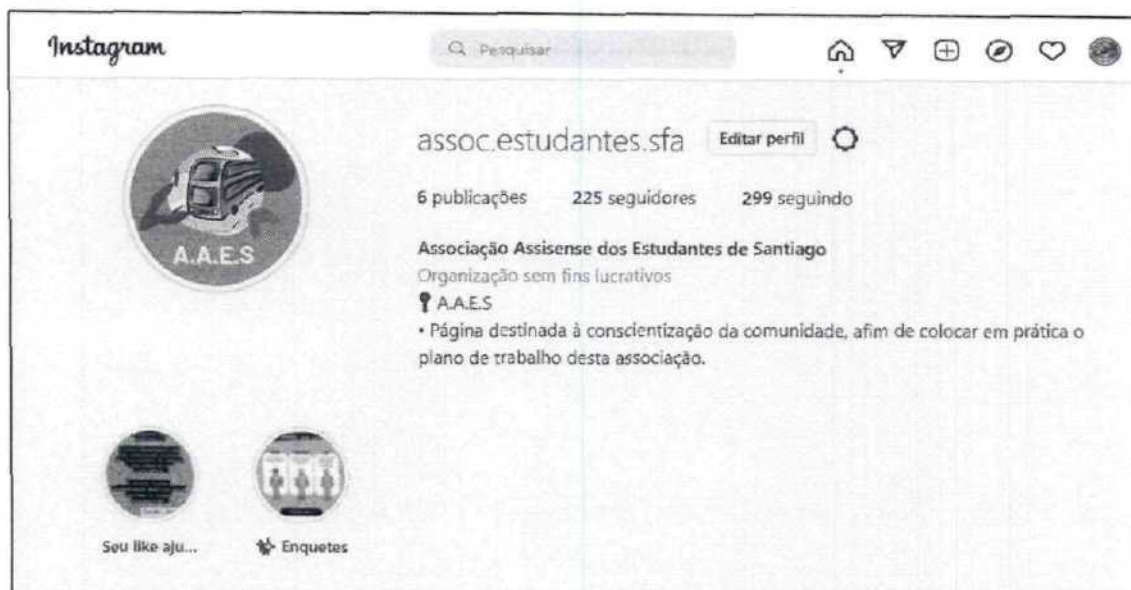 Instagram
Pesquisar
assoc.estudantes.sfa Editar perfil
6 publicações 225 seguidores 299 seguindo
A.A.E.S
Associação Assisense dos Estudantes de Santiago
Organização sem fins lucrativos
A.A.E.S
• Página destinada à conscientização da comunidade, afim de colocar em prática o
plano de trabalho desta associação.
Seu like aju...
Enquetes